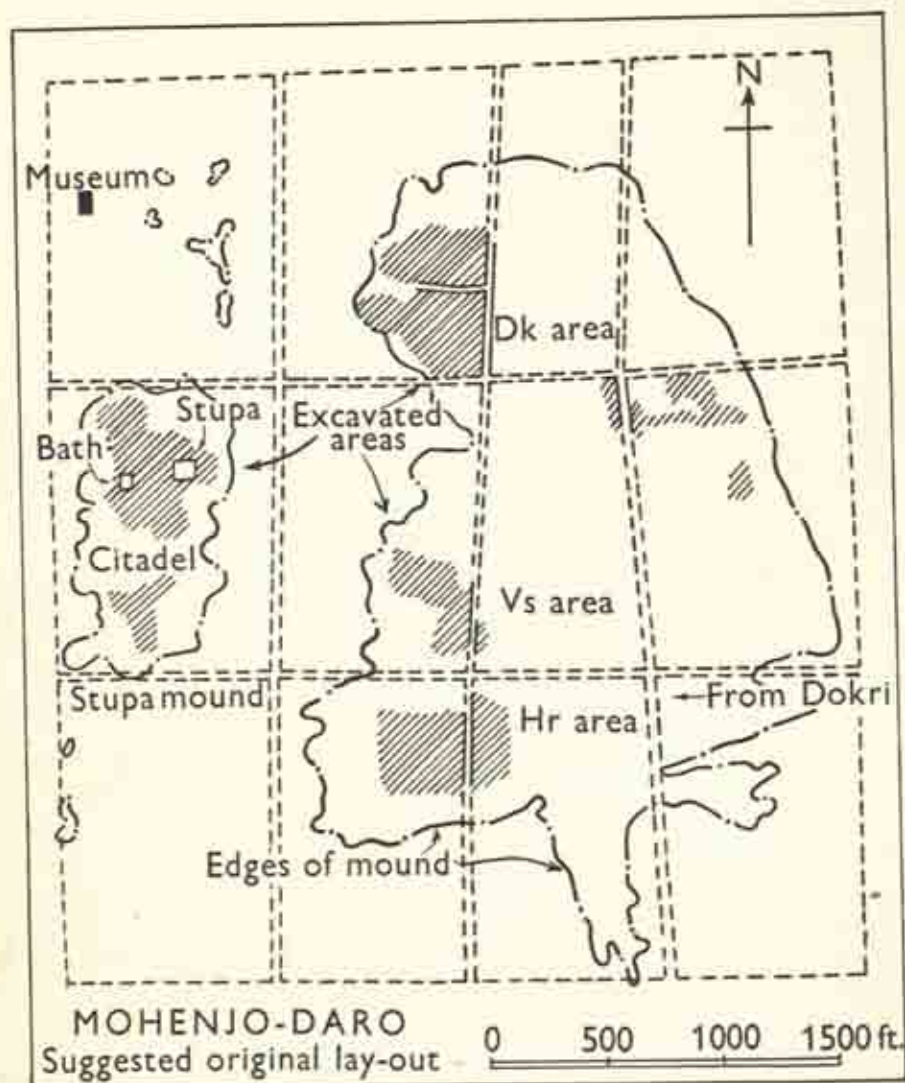 N
Museum
Dk area
Stupa
Excavated
areas
Bath
Citadel
Vs area
Stupa mound
From Dokri
Hr area
Edges of mound
MOHENJO-DARO
Suggested original lay-out
0 500 1000 1500 ft.